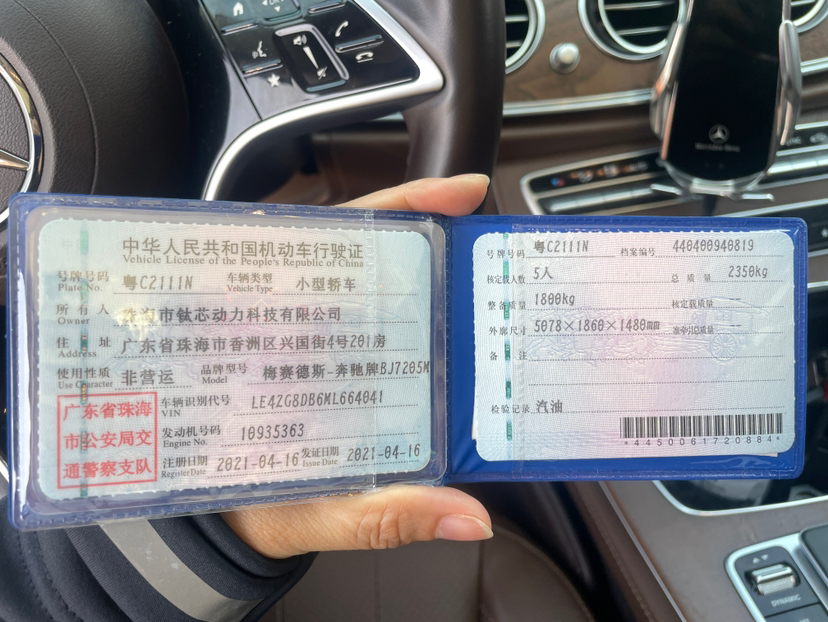 中华人民共和国机动车行驶证
Vehicle License of the People's Republic of China
号牌号码 粤C2111N 车辆类型 小型轿车
Plate No. Vehicle Type
所有人 珠海市钛芯动力科技有限公司
Owner
住址 广东省珠海市香洲区兴国街4号201房
Address
使用性质 非营运 品牌型号 梅赛德斯-奔驰牌BJ7205M
Use Character Model
广东省珠海
市公安局交
通警察支队
车辆识别代号 LE4ZG8DB6ML664041
VIN
发动机号码 10935363
Engine No.
注册日期 2021-04-16 发证日期 2021-04-16
Register Date Issue Date
号牌号码 粤C2111N 档案编号 440400940819
核定载人数 5人 总质量 2350kg
整备质量 1800kg 核定载质量 --
外廓尺寸 5078×1860×1480mm 准牵引总质量 --
备注
检验记录 汽油
*4450061720884*
Mercedes-Benz
DYNAMIC